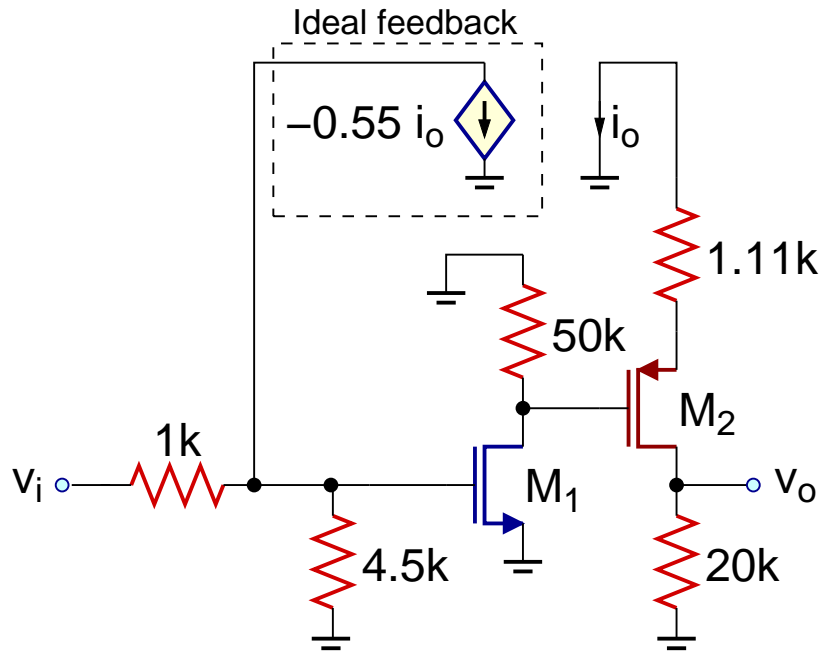 Ideal feedback
−0.55 iₒ
iₒ
1.11k
50k
M₂
1k
vᵢ
M₁
vₒ
4.5k
20k